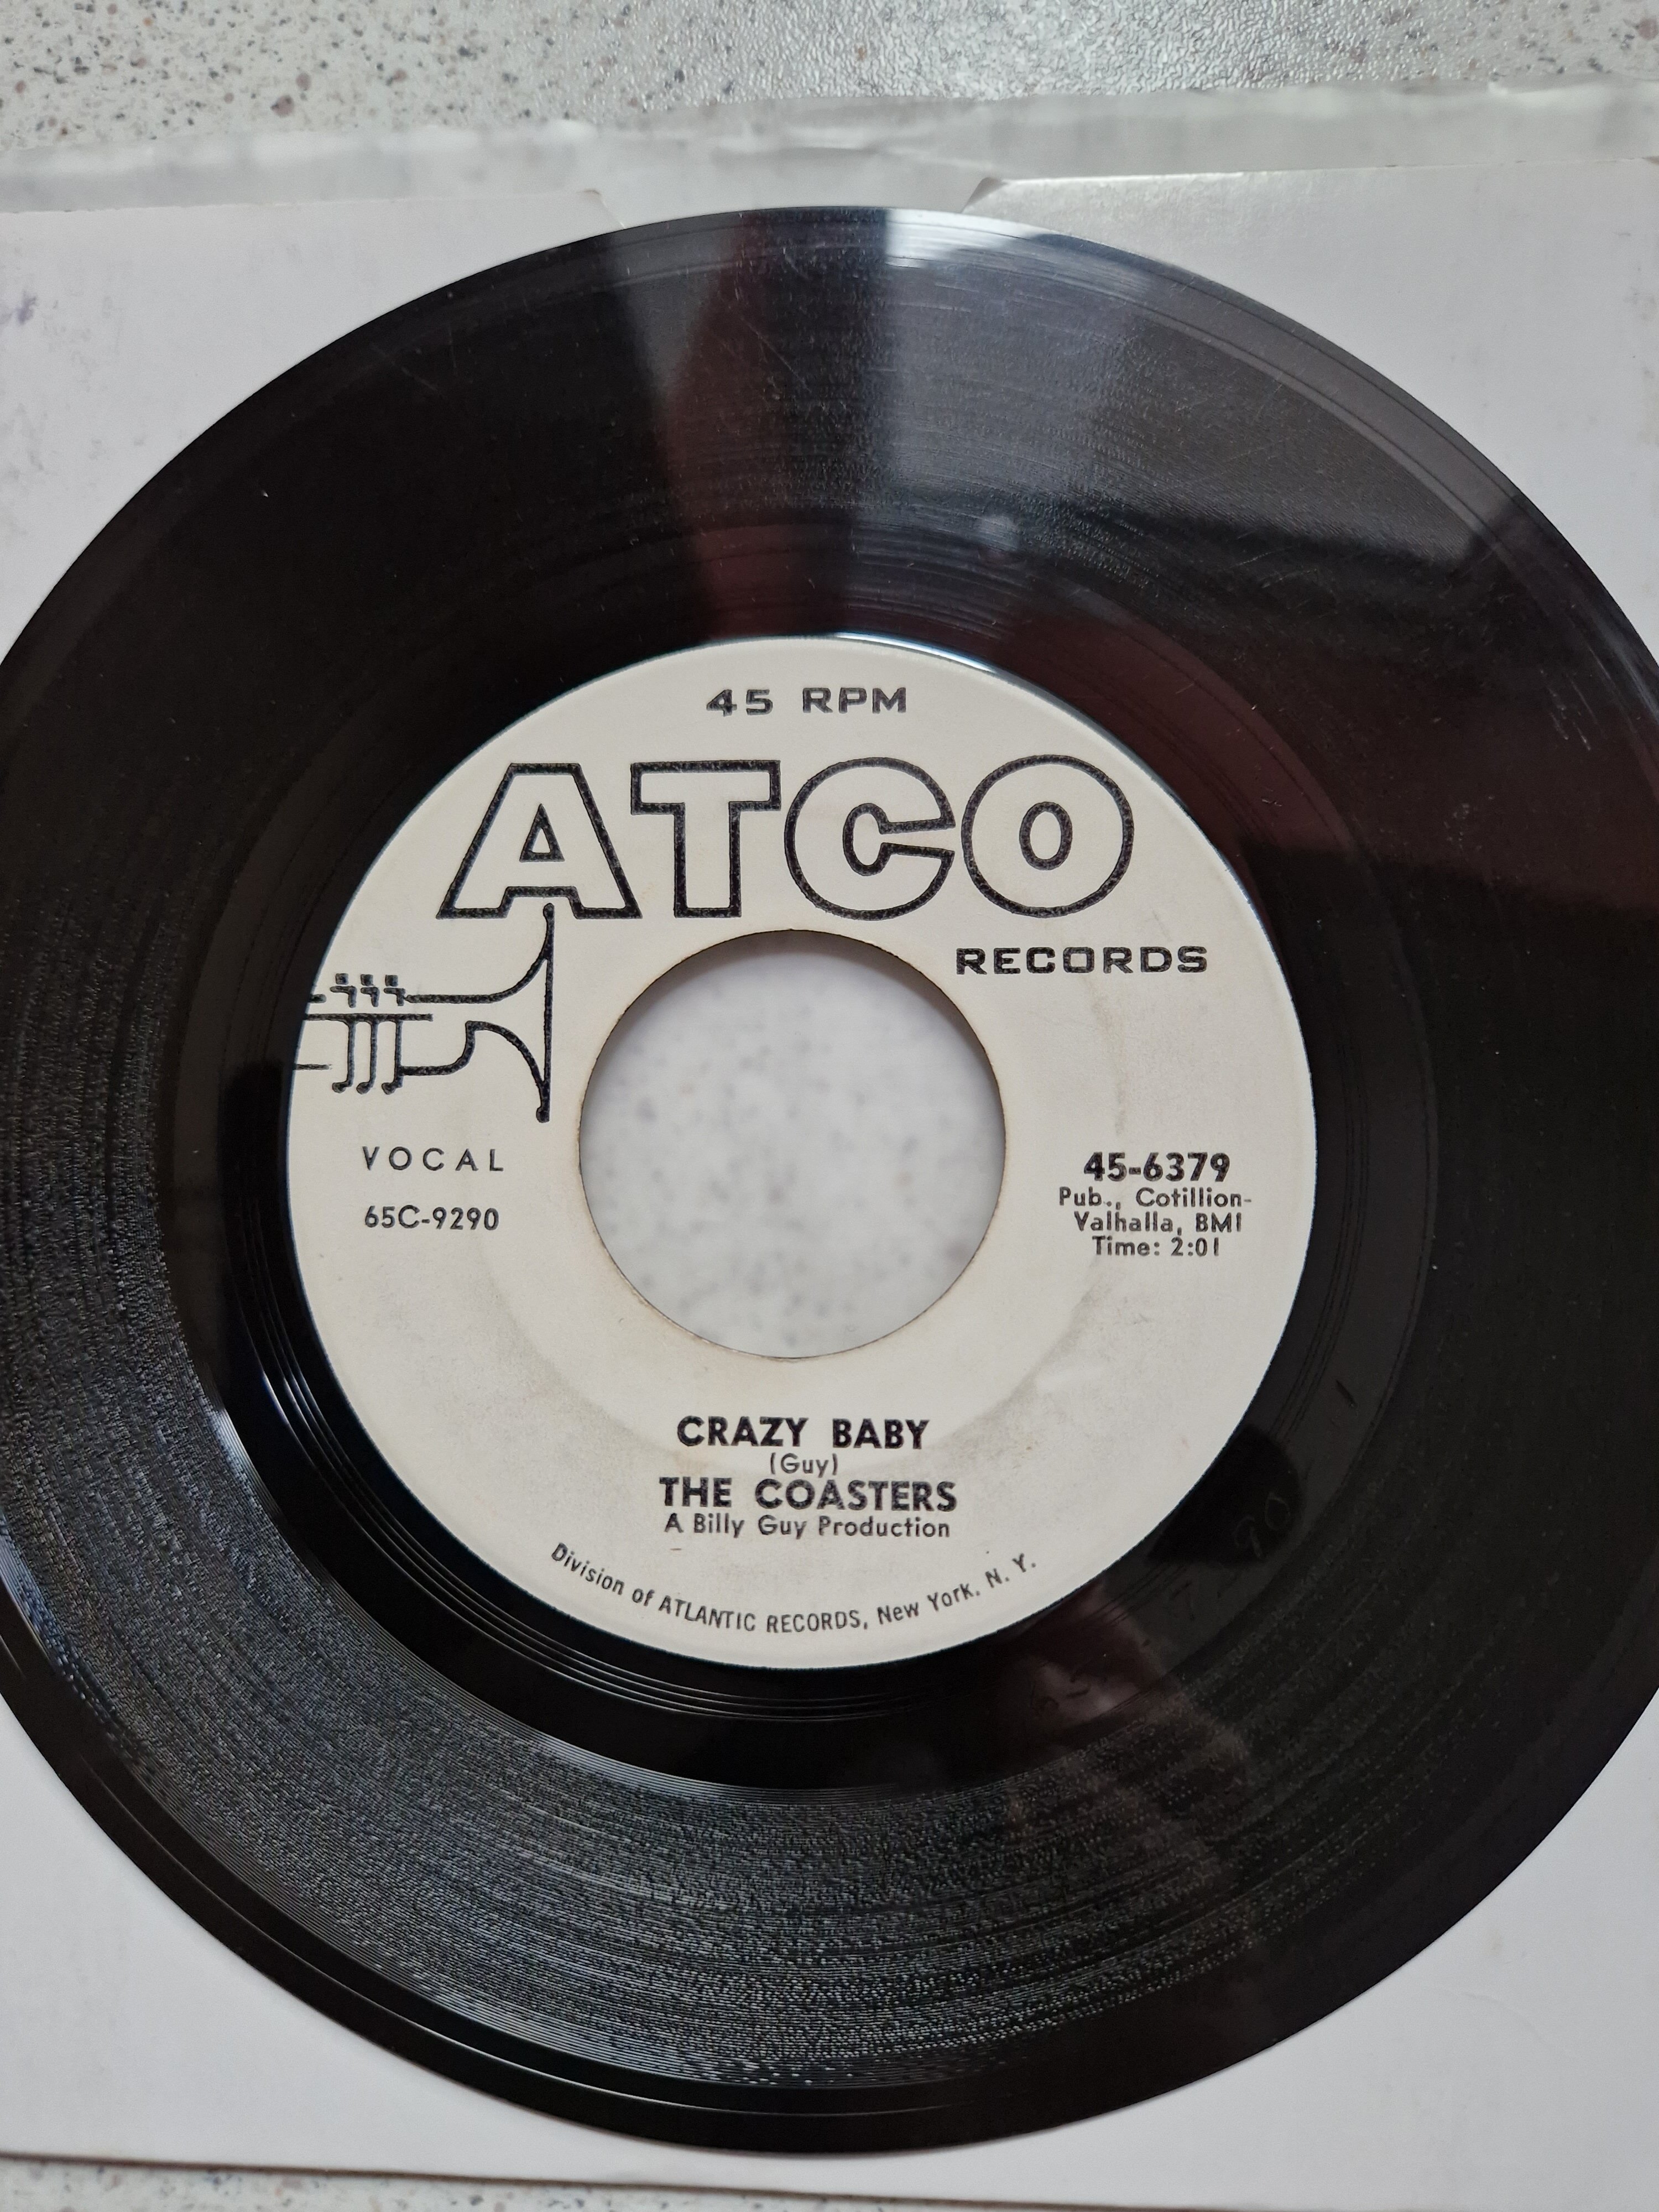 45 RPM
ATCO
RECORDS
VOCAL
65C-9290
45-6379
Pub., Cotillion-
Valhalla, BMI
Time: 2:01
CRAZY BABY
(Guy)
THE COASTERS
A Billy Guy Production
Division of ATLANTIC RECORDS, New York, N. Y.